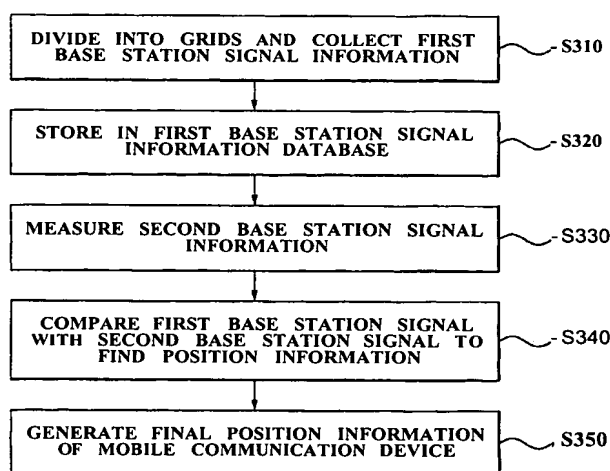 DIVIDE INTO GRIDS AND COLLECT FIRST
BASE STATION SIGNAL INFORMATION
S310
STORE IN FIRST BASE STATION SIGNAL
INFORMATION DATABASE
S320
MEASURE SECOND BASE STATION SIGNAL
INFORMATION
S330
COMPARE FIRST BASE STATION SIGNAL
WITH SECOND BASE STATION SIGNAL TO
FIND POSITION INFORMATION
S340
GENERATE FINAL POSITION INFORMATION
OF MOBILE COMMUNICATION DEVICE
S350